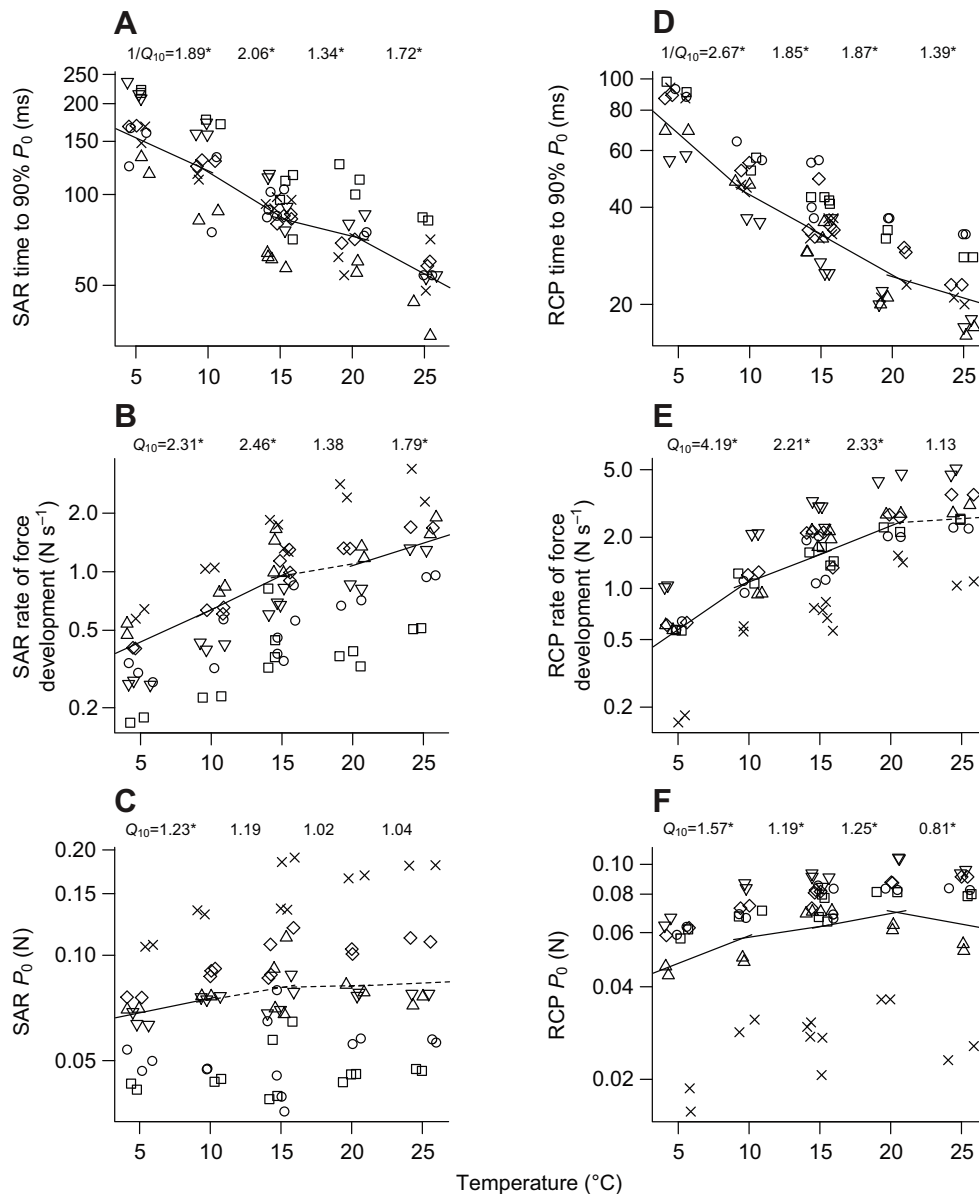 A
1/Q10=1.89* 2.06* 1.34* 1.72*
SAR time to 90% P0 (ms)
250
200
150
100
50
5 10 15 20 25
B
Q10=2.31* 2.46* 1.38 1.79*
SAR rate of force
development (N s−1)
2.0
1.0
0.5
0.2
5 10 15 20 25
C
Q10=1.23* 1.19 1.02 1.04
SAR P0 (N)
0.20
0.15
0.10
0.05
5 10 15 20 25
D
1/Q10=2.67* 1.85* 1.87* 1.39*
RCP time to 90% P0 (ms)
100
80
60
40
20
5 10 15 20 25
E
Q10=4.19* 2.21* 2.33* 1.13
RCP rate of force
development (N s−1)
5.0
2.0
1.0
0.5
0.2
5 10 15 20 25
F
Q10=1.57* 1.19* 1.25* 0.81*
RCP P0 (N)
0.10
0.08
0.06
0.04
0.02
5 10 15 20 25
Temperature (°C)